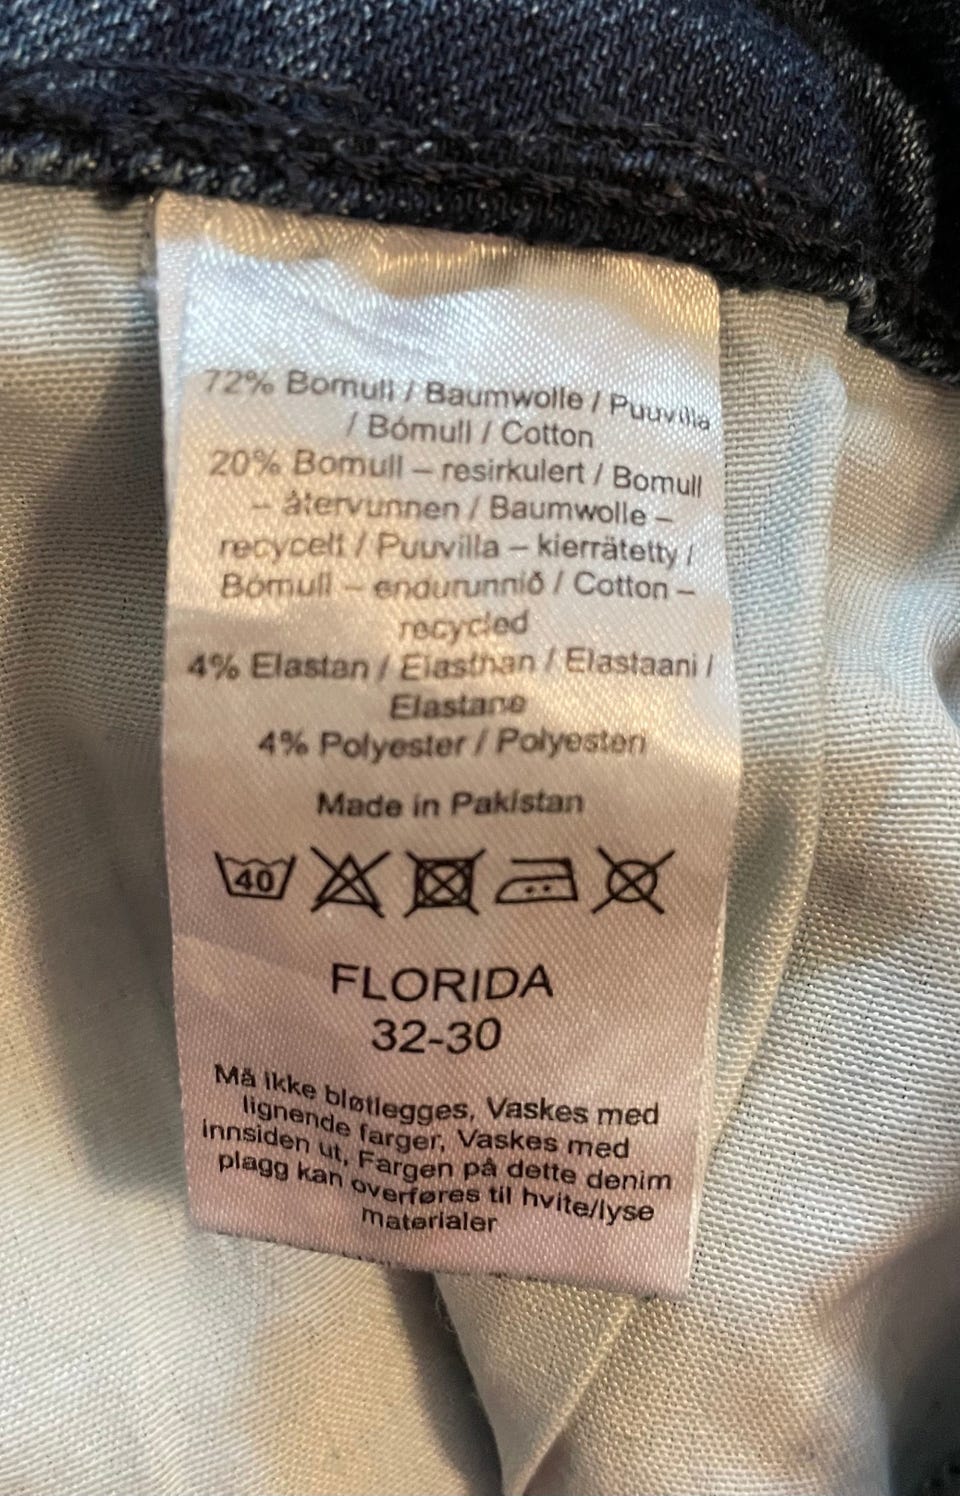 72% Bomull / Baumwolle / Puuvilla
/ Bómull / Cotton
20% Bomull – resirkulert / Bomull
– återvunnen / Baumwolle –
recycelt / Puuvilla – kierrätetty /
Bómull – endurunnið / Cotton –
recycled
4% Elastan / Elasthan / Elastaani /
Elastane
4% Polyester / Polyesteri
Made in Pakistan
40
FLORIDA
32-30
Må ikke bløtlegges, Vaskes med
lignende farger, Vaskes med
innsiden ut, Fargen på dette denim
plagg kan overføres til hvite/lyse
materialer